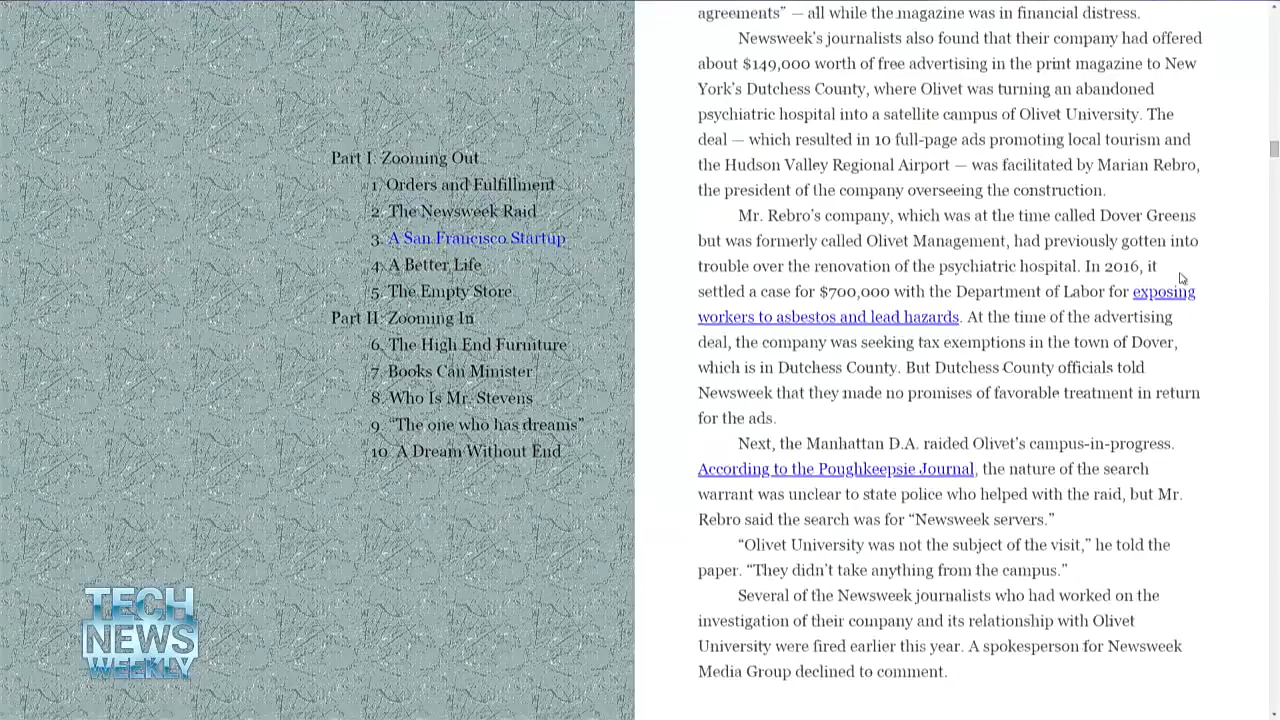 Part I: Zooming Out
1. Orders and Fulfillment
2. The Newsweek Raid
3. A San Francisco Startup
4. A Better Life
5. The Empty Store
Part II: Zooming In
6. The High End Furniture
7. Books Can Minister
8. Who Is Mr. Stevens
9. “The one who has dreams”
10. A Dream Without End
TECH
NEWS
WEEKLY
agreements” — all while the magazine was in financial distress.
Newsweek’s journalists also found that their company had offered
about $149,000 worth of free advertising in the print magazine to New
York’s Dutchess County, where Olivet was turning an abandoned
psychiatric hospital into a satellite campus of Olivet University. The
deal — which resulted in 10 full-page ads promoting local tourism and
the Hudson Valley Regional Airport — was facilitated by Marian Rebro,
the president of the company overseeing the construction.
Mr. Rebro’s company, which was at the time called Dover Greens
but was formerly called Olivet Management, had previously gotten into
trouble over the renovation of the psychiatric hospital. In 2016, it
settled a case for $700,000 with the Department of Labor for exposing
workers to asbestos and lead hazards. At the time of the advertising
deal, the company was seeking tax exemptions in the town of Dover,
which is in Dutchess County. But Dutchess County officials told
Newsweek that they made no promises of favorable treatment in return
for the ads.
Next, the Manhattan D.A. raided Olivet’s campus-in-progress.
According to the Poughkeepsie Journal, the nature of the search
warrant was unclear to state police who helped with the raid, but Mr.
Rebro said the search was for “Newsweek servers.”
“Olivet University was not the subject of the visit,” he told the
paper. “They didn’t take anything from the campus.”
Several of the Newsweek journalists who had worked on the
investigation of their company and its relationship with Olivet
University were fired earlier this year. A spokesperson for Newsweek
Media Group declined to comment.